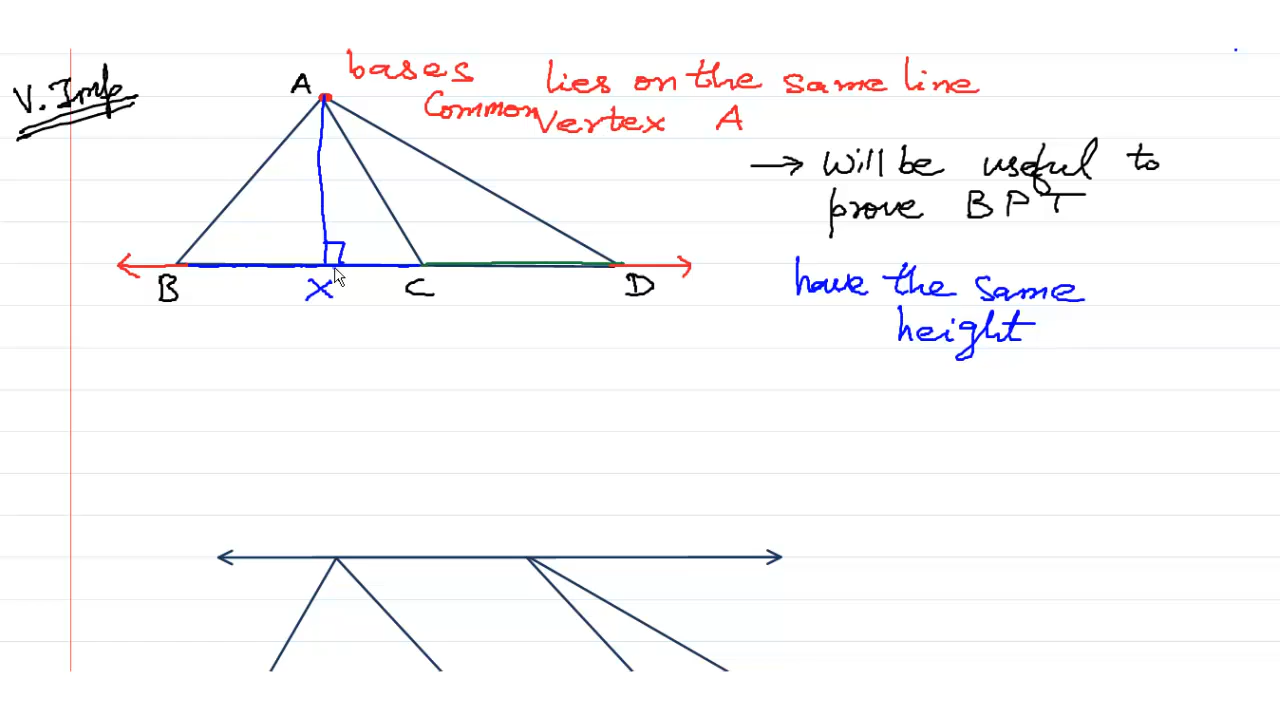 V. Imp
A
bases lies on the same line
Common Vertex A
→ Will be useful to
prove BPT
B X C D
have the same
height